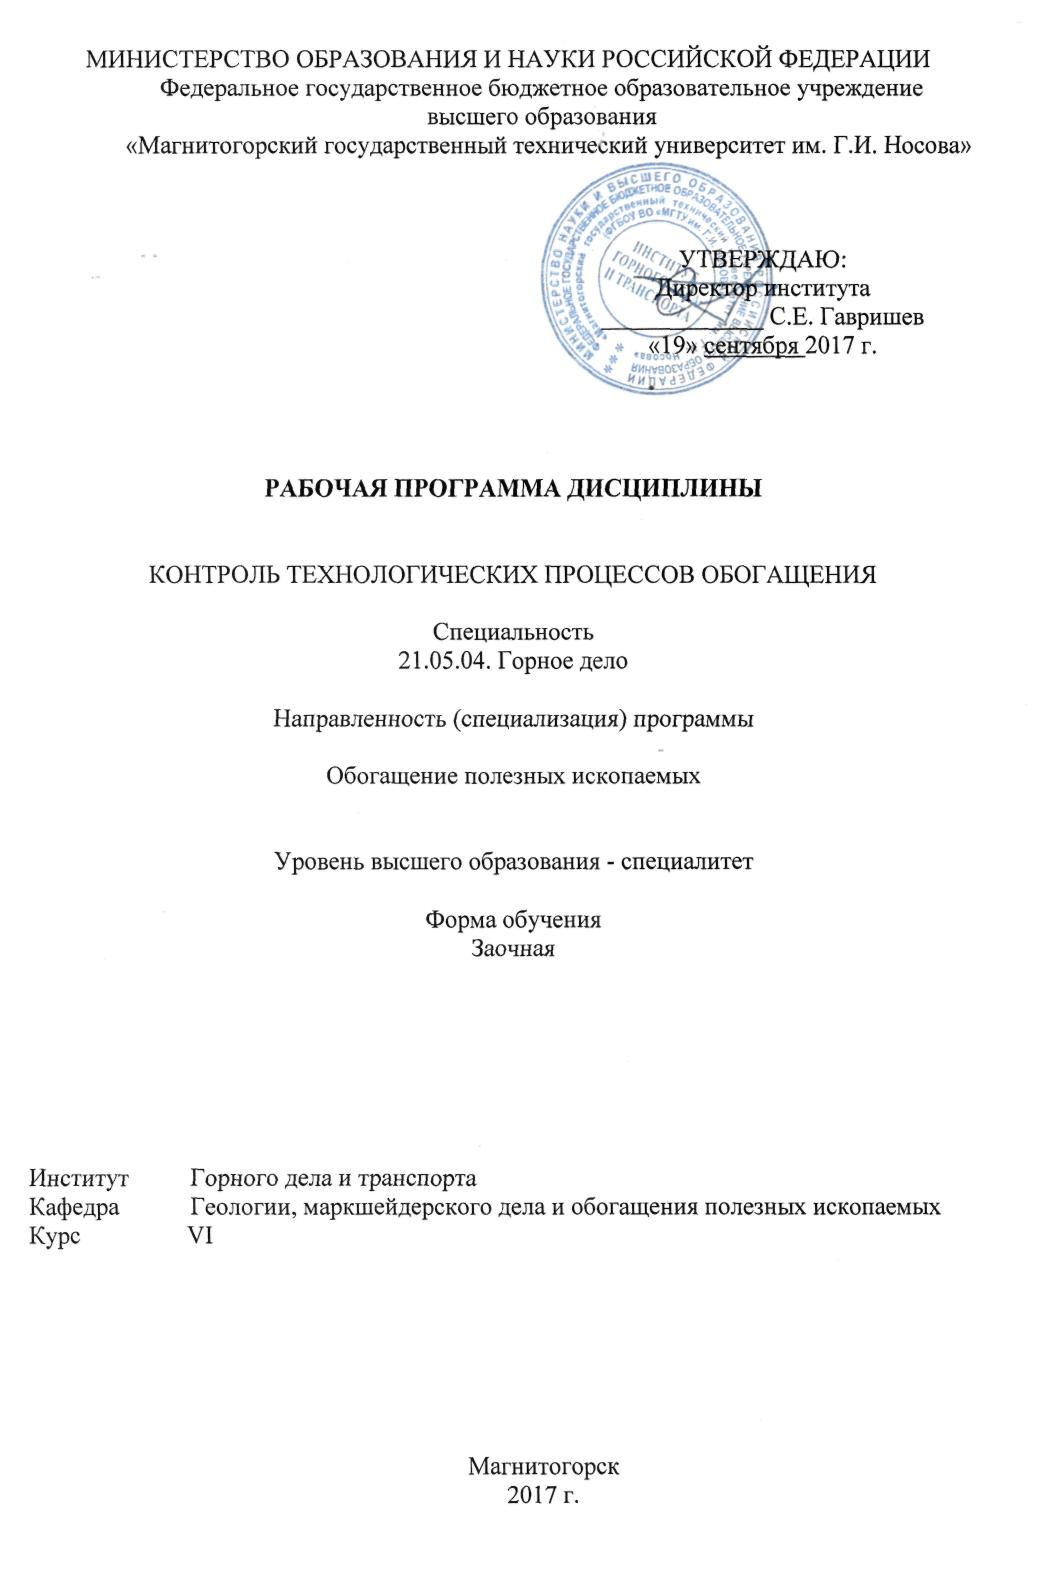 МИНИСТЕРСТВО ОБРАЗОВАНИЯ И НАУКИ РОССИЙСКОЙ ФЕДЕРАЦИИ
Федеральное государственное бюджетное образовательное учреждение
высшего образования
«Магнитогорский государственный технический университет им. Г.И. Носова»
УТВЕРЖДАЮ:
Директор института
С.Е. Гавришев
«19» сентября 2017 г.
РАБОЧАЯ ПРОГРАММА ДИСЦИПЛИНЫ
КОНТРОЛЬ ТЕХНОЛОГИЧЕСКИХ ПРОЦЕССОВ ОБОГАЩЕНИЯ
Специальность
21.05.04. Горное дело
Направленность (специализация) программы
Обогащение полезных ископаемых
Уровень высшего образования - специалитет
Форма обучения
Заочная
Институт Горного дела и транспорта
Кафедра Геологии, маркшейдерского дела и обогащения полезных ископаемых
Курс VI
Магнитогорск
2017 г.